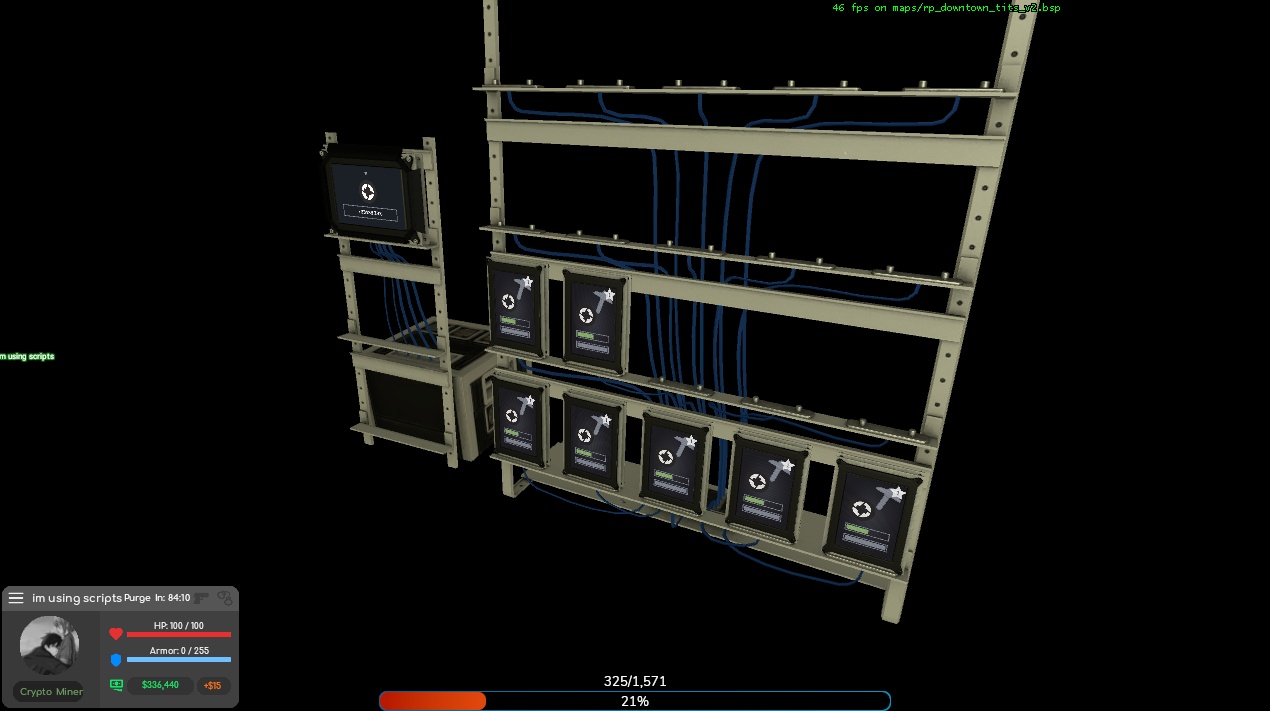 46 fps on maps/rp_downtown_tits_v2.bsp
im using scripts
im using scripts Purge In: 84:10
HP: 100 / 100
Armor: 0 / 255
$336,440 +$15
Crypto Miner
325/1,571
21%